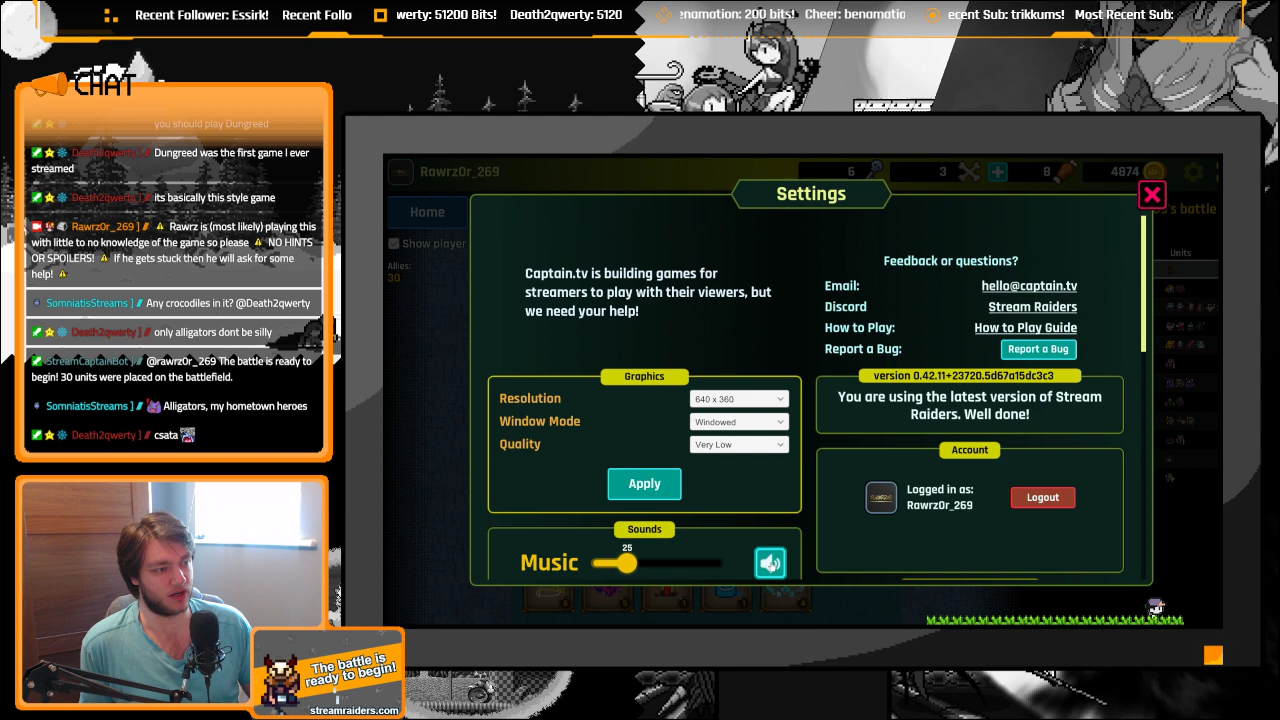 Recent Follower: Essirk! Recent Follo
werty: 51200 Bits! Death2qwerty: 5120
enamation: 200 bits! Cheer: benamatio
ecent Sub: trikkums! Most Recent Sub:
CHAT
you should play Dungreed
Death2qwerty ] // Dungreed was the first game I ever
streamed
Death2qwerty ] // its basically this style game
Rawrz0r_269 ] // Rawrz is (most likely) playing this
with little to no knowledge of the game so please NO HINTS
OR SPOILERS! If he gets stuck then he will ask for some
help!
SomniatisStreams ] // Any crocodiles in it? @Death2qwerty
Death2qwerty ] // only alligators dont be silly
StreamCaptainBot ] // @rawrz0r_269 The battle is ready to
begin! 30 units were placed on the battlefield.
SomniatisStreams ] // Alligators, my hometown heroes
Death2qwerty ] // csata
The battle is
ready to begin!
streamraiders.com
Rawrz0r_269
6
3
8
4874
Home
Show player
Allies:
30
's battle
Units
Settings
Captain.tv is building games for
streamers to play with their viewers, but
we need your help!
Feedback or questions?
Email: hello@captain.tv
Discord Stream Raiders
How to Play: How to Play Guide
Report a Bug: Report a Bug
Graphics
Resolution 640 x 360
Window Mode Windowed
Quality Very Low
Apply
version 0.42.11+23720.5d67a15dc3c3
You are using the latest version of Stream
Raiders. Well done!
Account
Logged in as:
Rawrz0r_269
Logout
Sounds
Music 25